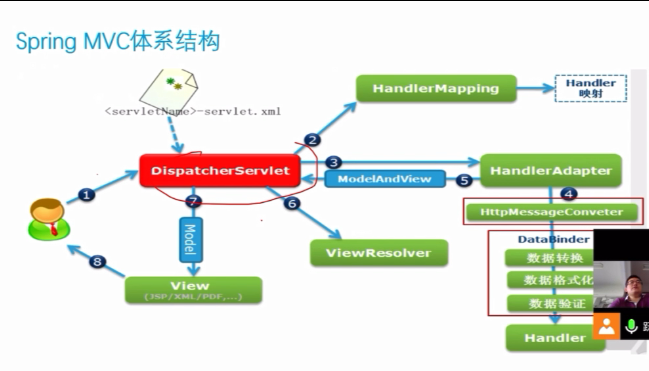 Spring MVC体系结构
<servletName>-servlet.xml
HandlerMapping
Handler
映射
2
DispatcherServlet
3
HandlerAdapter
ModelAndView
5
1
7
6
4
HttpMessageConveter
Model
DataBinder
ViewResolver
数据转换
8
View
(JSP/XML/PDF,...)
数据格式化
数据验证
Handler